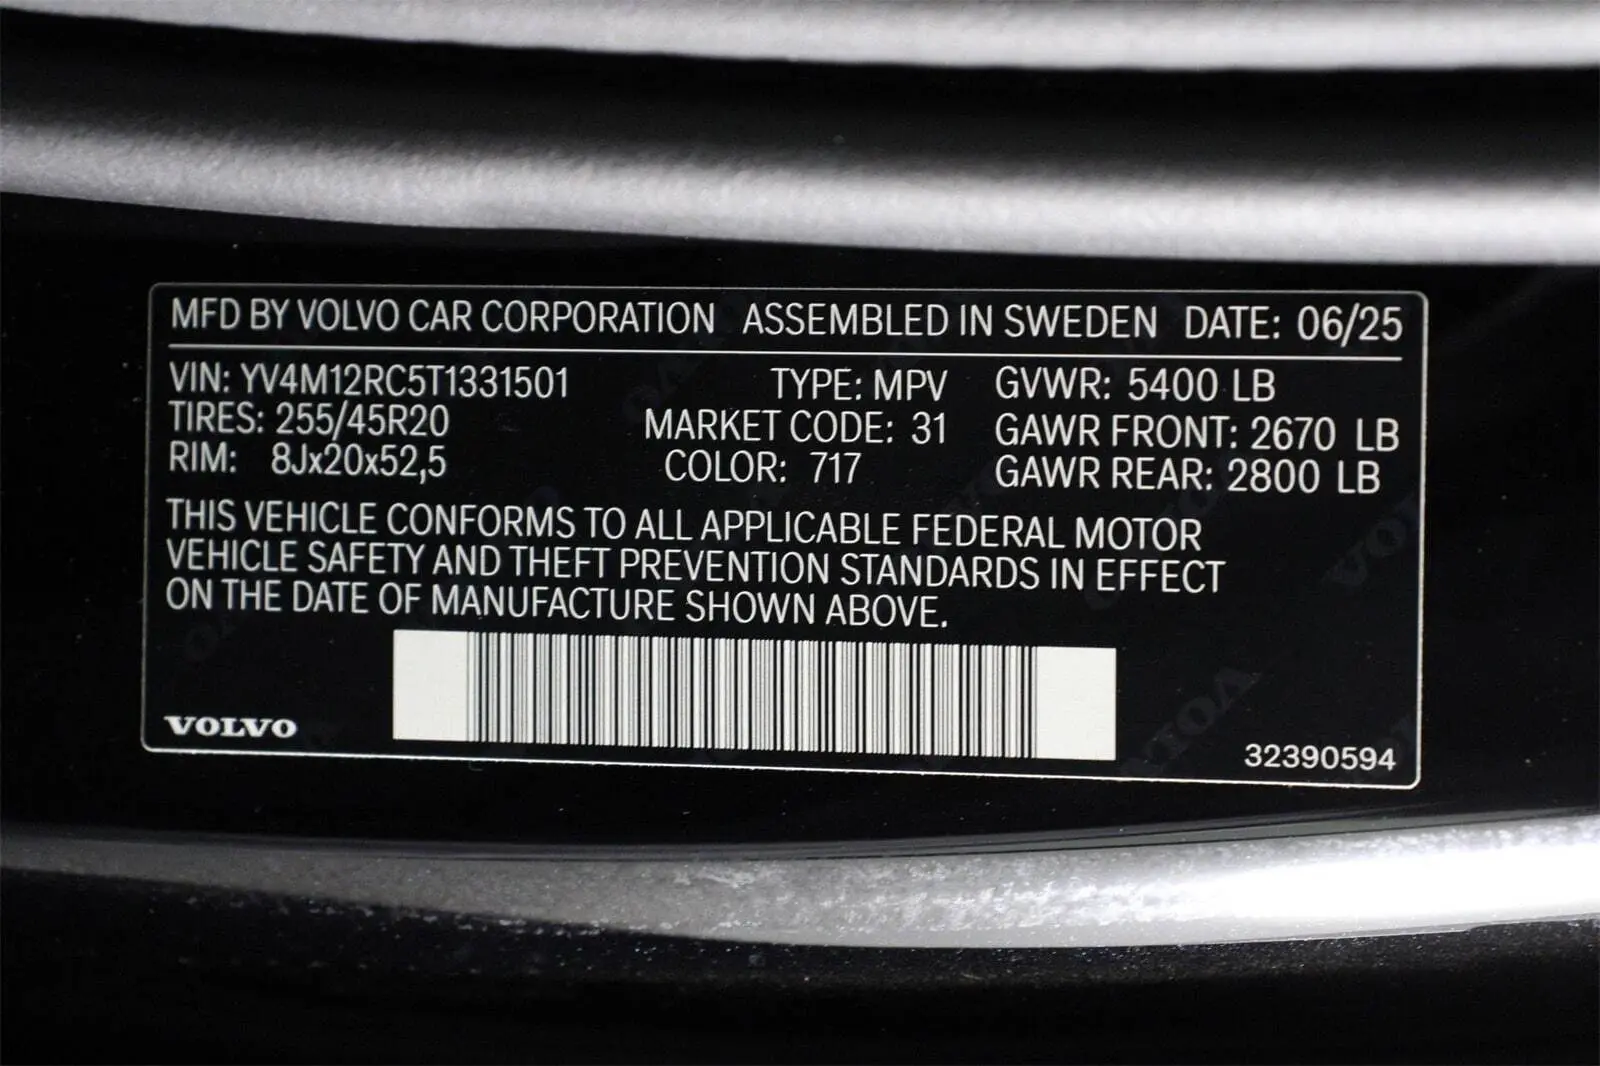 MFD BY VOLVO CAR CORPORATION ASSEMBLED IN SWEDEN DATE: 06/25
VIN: YV4M12RC5T1331501 TYPE: MPV GVWR: 5400 LB
TIRES: 255/45R20 MARKET CODE: 31 GAWR FRONT: 2670 LB
RIM: 8Jx20x52,5 COLOR: 717 GAWR REAR: 2800 LB
THIS VEHICLE CONFORMS TO ALL APPLICABLE FEDERAL MOTOR
VEHICLE SAFETY AND THEFT PREVENTION STANDARDS IN EFFECT
ON THE DATE OF MANUFACTURE SHOWN ABOVE.
VOLVO
32390594